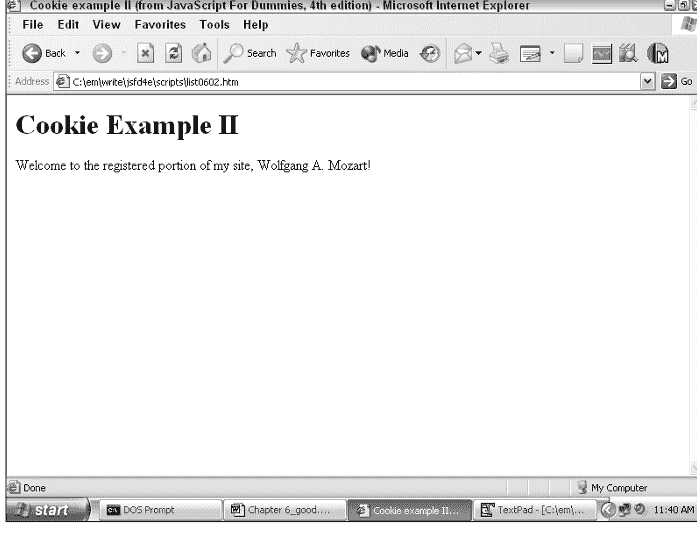 Cookie example II (from JavaScript For Dummies, 4th edition) - Microsoft Internet Explorer
File Edit View Favorites Tools Help
Back Search Favorites Media
Address C:\em\write\jsfd4e\scripts\list0602.htm Go
Cookie Example II
Welcome to the registered portion of my site, Wolfgang A. Mozart!
Done My Computer
start DOS Prompt Chapter 6_good.... Cookie example II... TextPad - [C:\em\... 11:40 AM